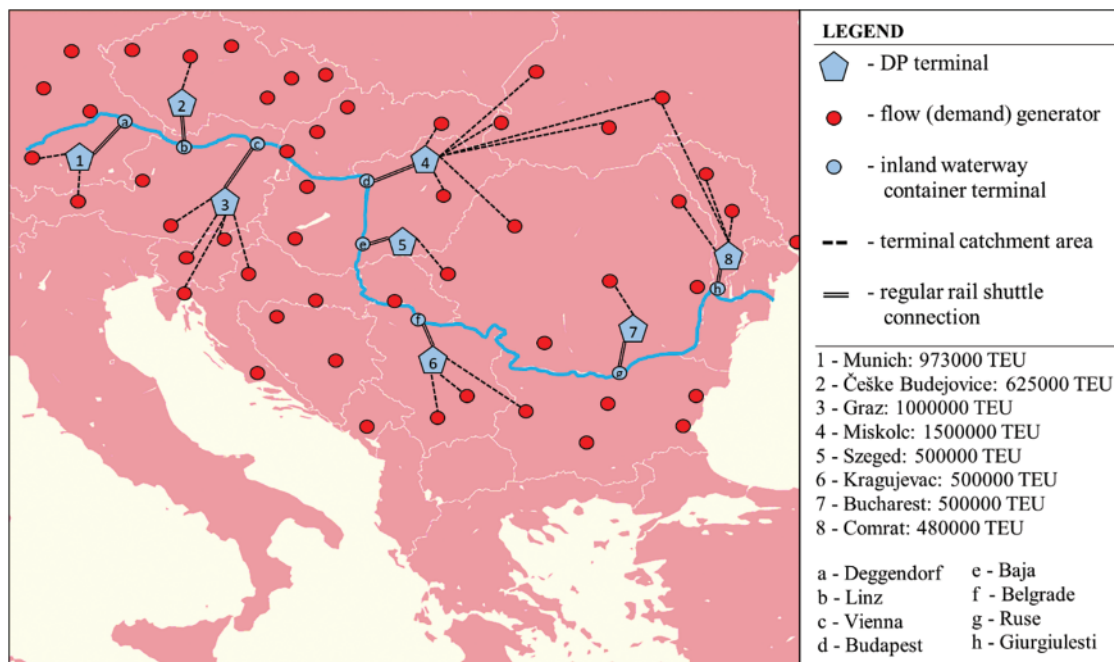 a
2
b
c
1
3
d
4
e
5
f
6
7
g
8
h
LEGEND
- DP terminal
- flow (demand) generator
- inland waterway
container terminal
- terminal catchment area
- regular rail shuttle
connection
1 - Munich: 973000 TEU
2 - Češke Budejovice: 625000 TEU
3 - Graz: 1000000 TEU
4 - Miskolc: 1500000 TEU
5 - Szeged: 500000 TEU
6 - Kragujevac: 500000 TEU
7 - Bucharest: 500000 TEU
8 - Comrat: 480000 TEU
a - Deggendorf
b - Linz
c - Vienna
d - Budapest
e - Baja
f - Belgrade
g - Ruse
h - Giurgiulesti